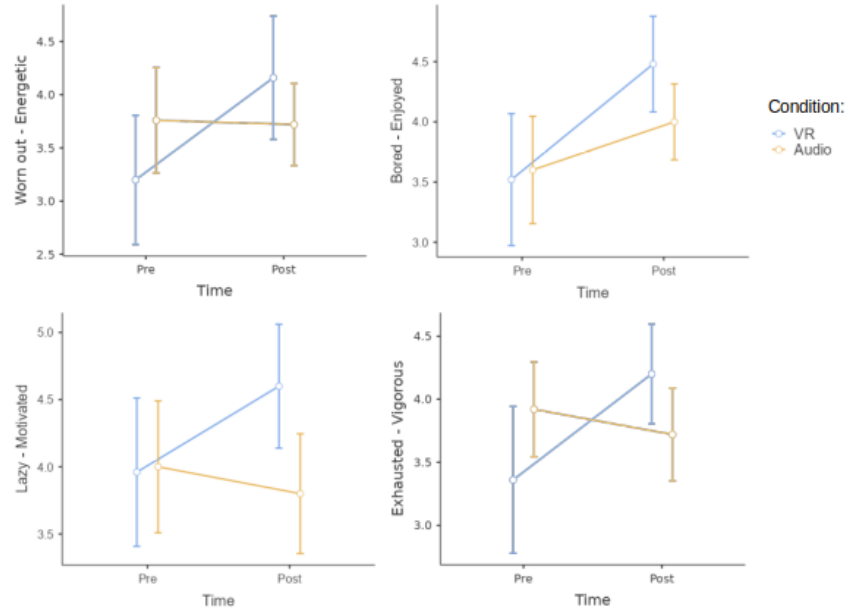 Worn out - Energetic
4.5
4.0
3.5
3.0
2.5
Pre
Post
Time
Bored - Enjoyed
4.5
4.0
3.5
3.0
Pre
Post
Time
Condition:
VR
Audio
Lazy - Motivated
5.0
4.5
4.0
3.5
Pre
Post
Time
Exhausted - Vigorous
4.5
4.0
3.5
3.0
Pre
Post
Time